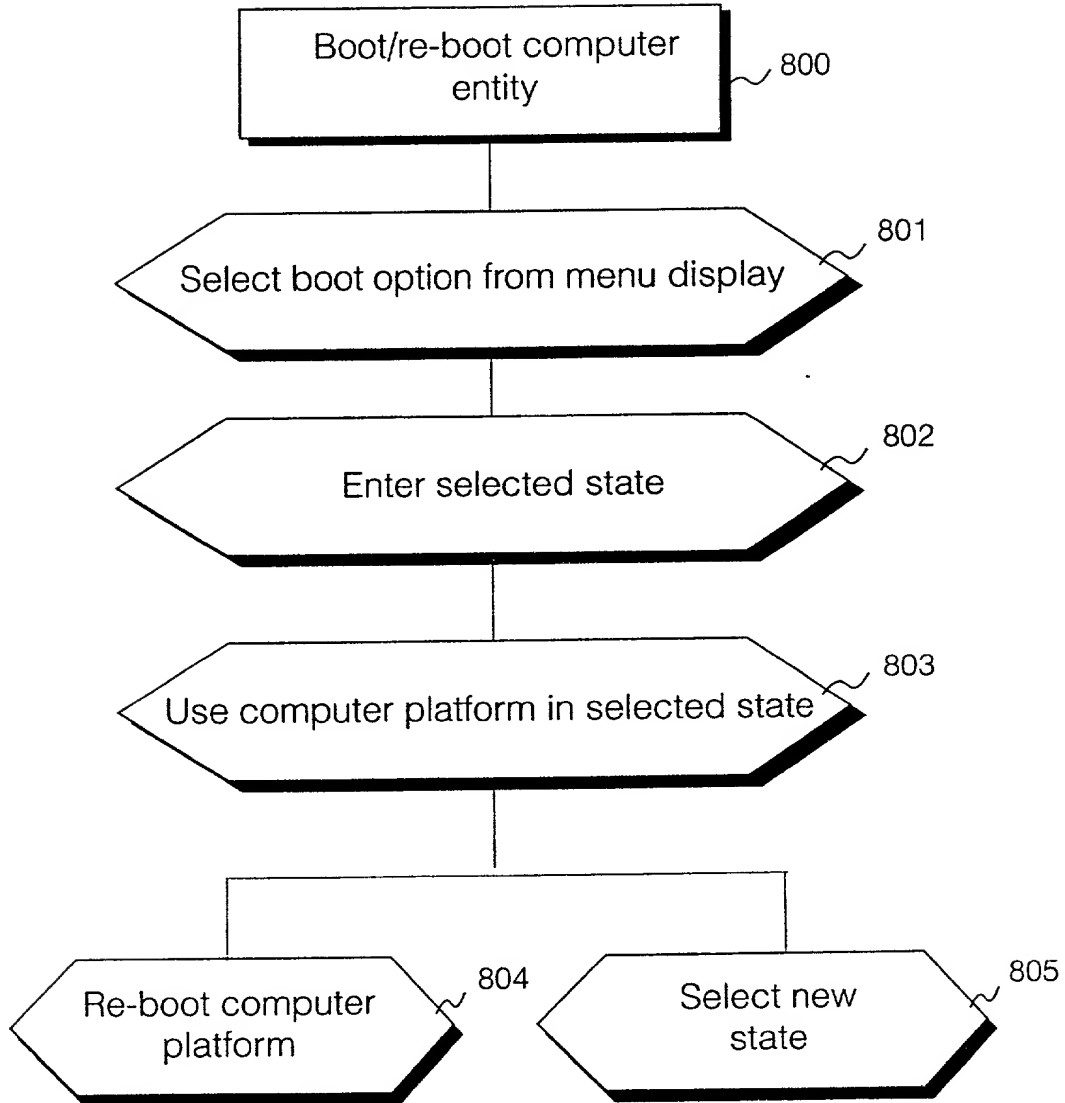 Boot/re-boot computer
entity
800
801
Select boot option from menu display
802
Enter selected state
803
Use computer platform in selected state
804
Re-boot computer
platform
805
Select new
state